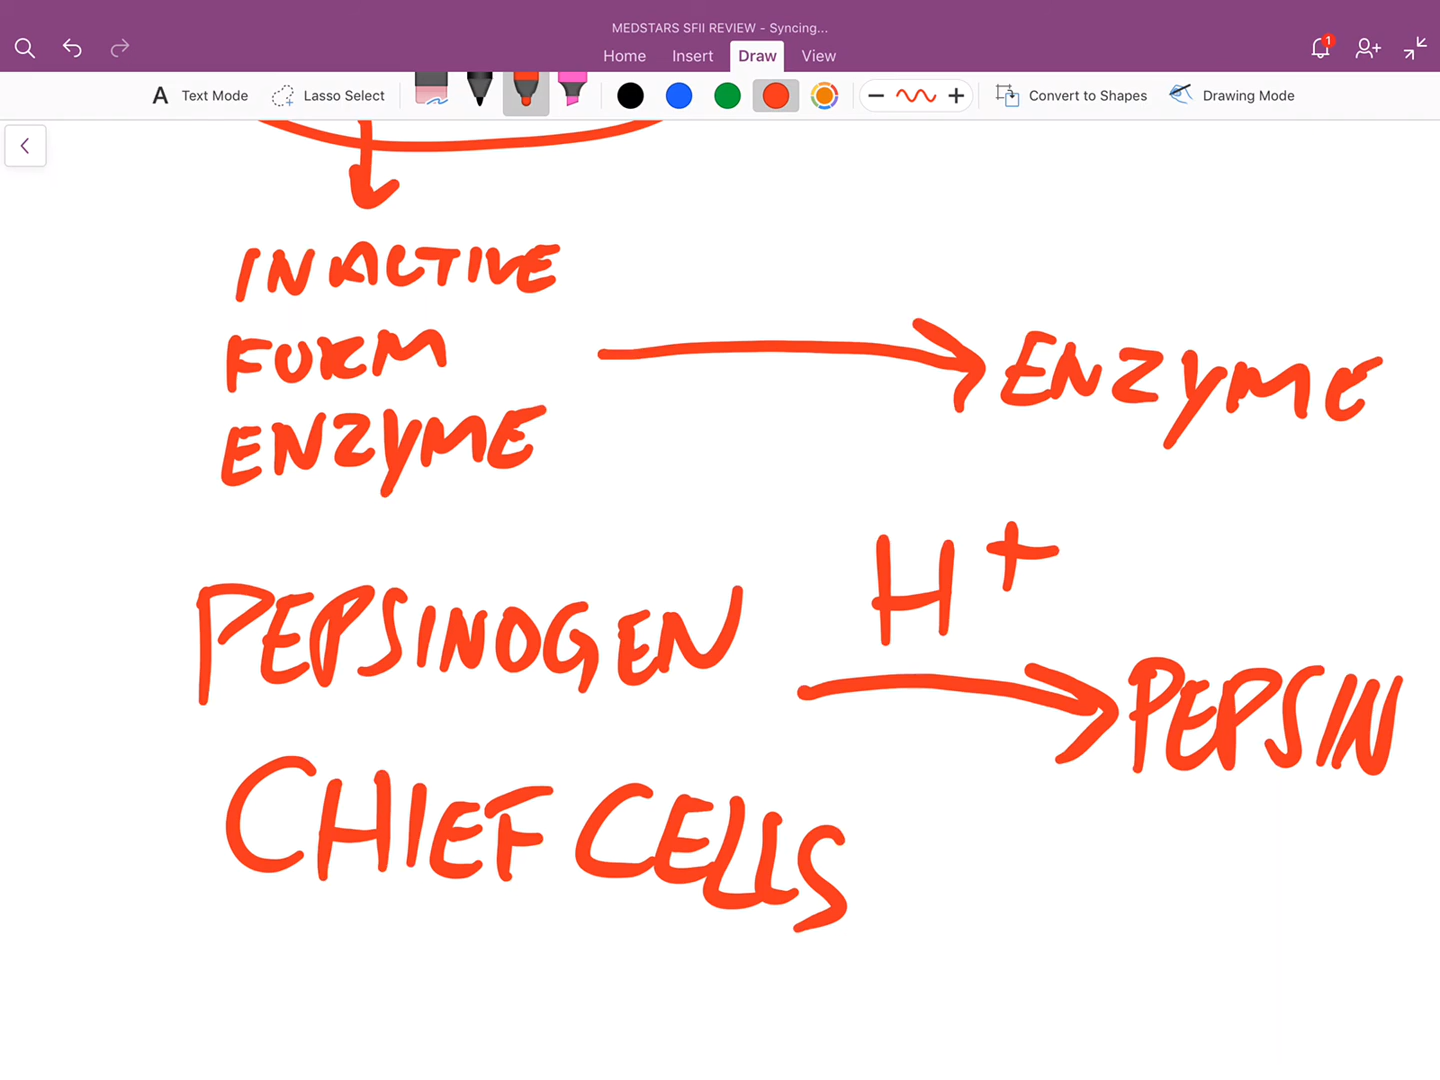 MEDSTARS SFII REVIEW - Syncing...
Home Insert Draw View
1
A Text Mode Lasso Select Convert to Shapes Drawing Mode
INACTIVE
FORM
ENZYME
ENZYME
H+
PEPSINOGEN
PEPSIN
CHIEF CELLS